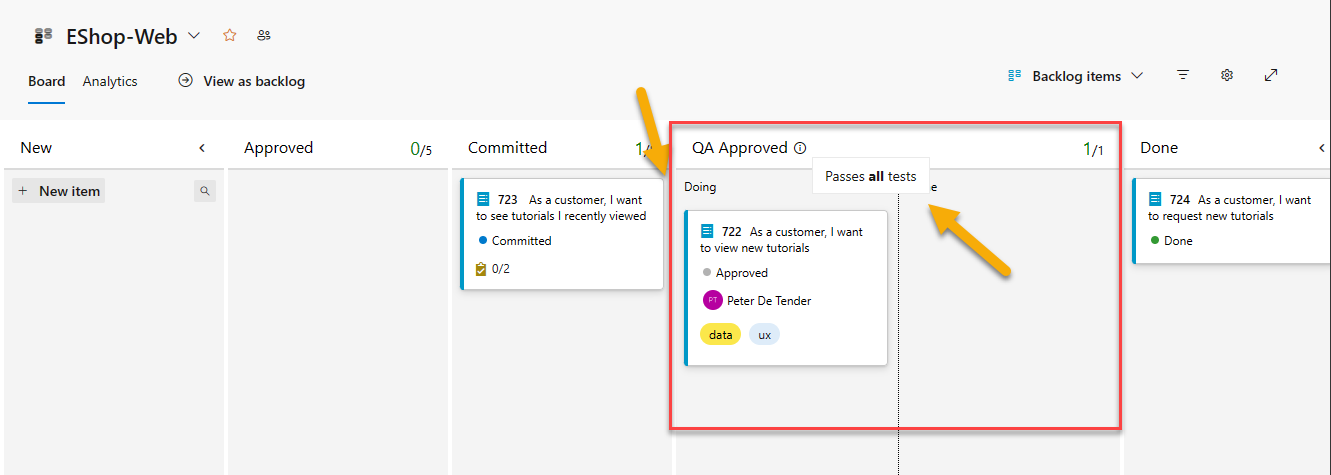 EShop-Web
Board
Analytics
View as backlog
Backlog items
New
Approved
0/5
Committed
QA Approved
1/1
Done
+ New item
Passes all tests
Doing
723 As a customer, I want
to see tutorials I recently viewed
Committed
0/2
722 As a customer, I want
to view new tutorials
Approved
PT Peter De Tender
data
ux
724 As a customer, I want
to request new tutorials
Done